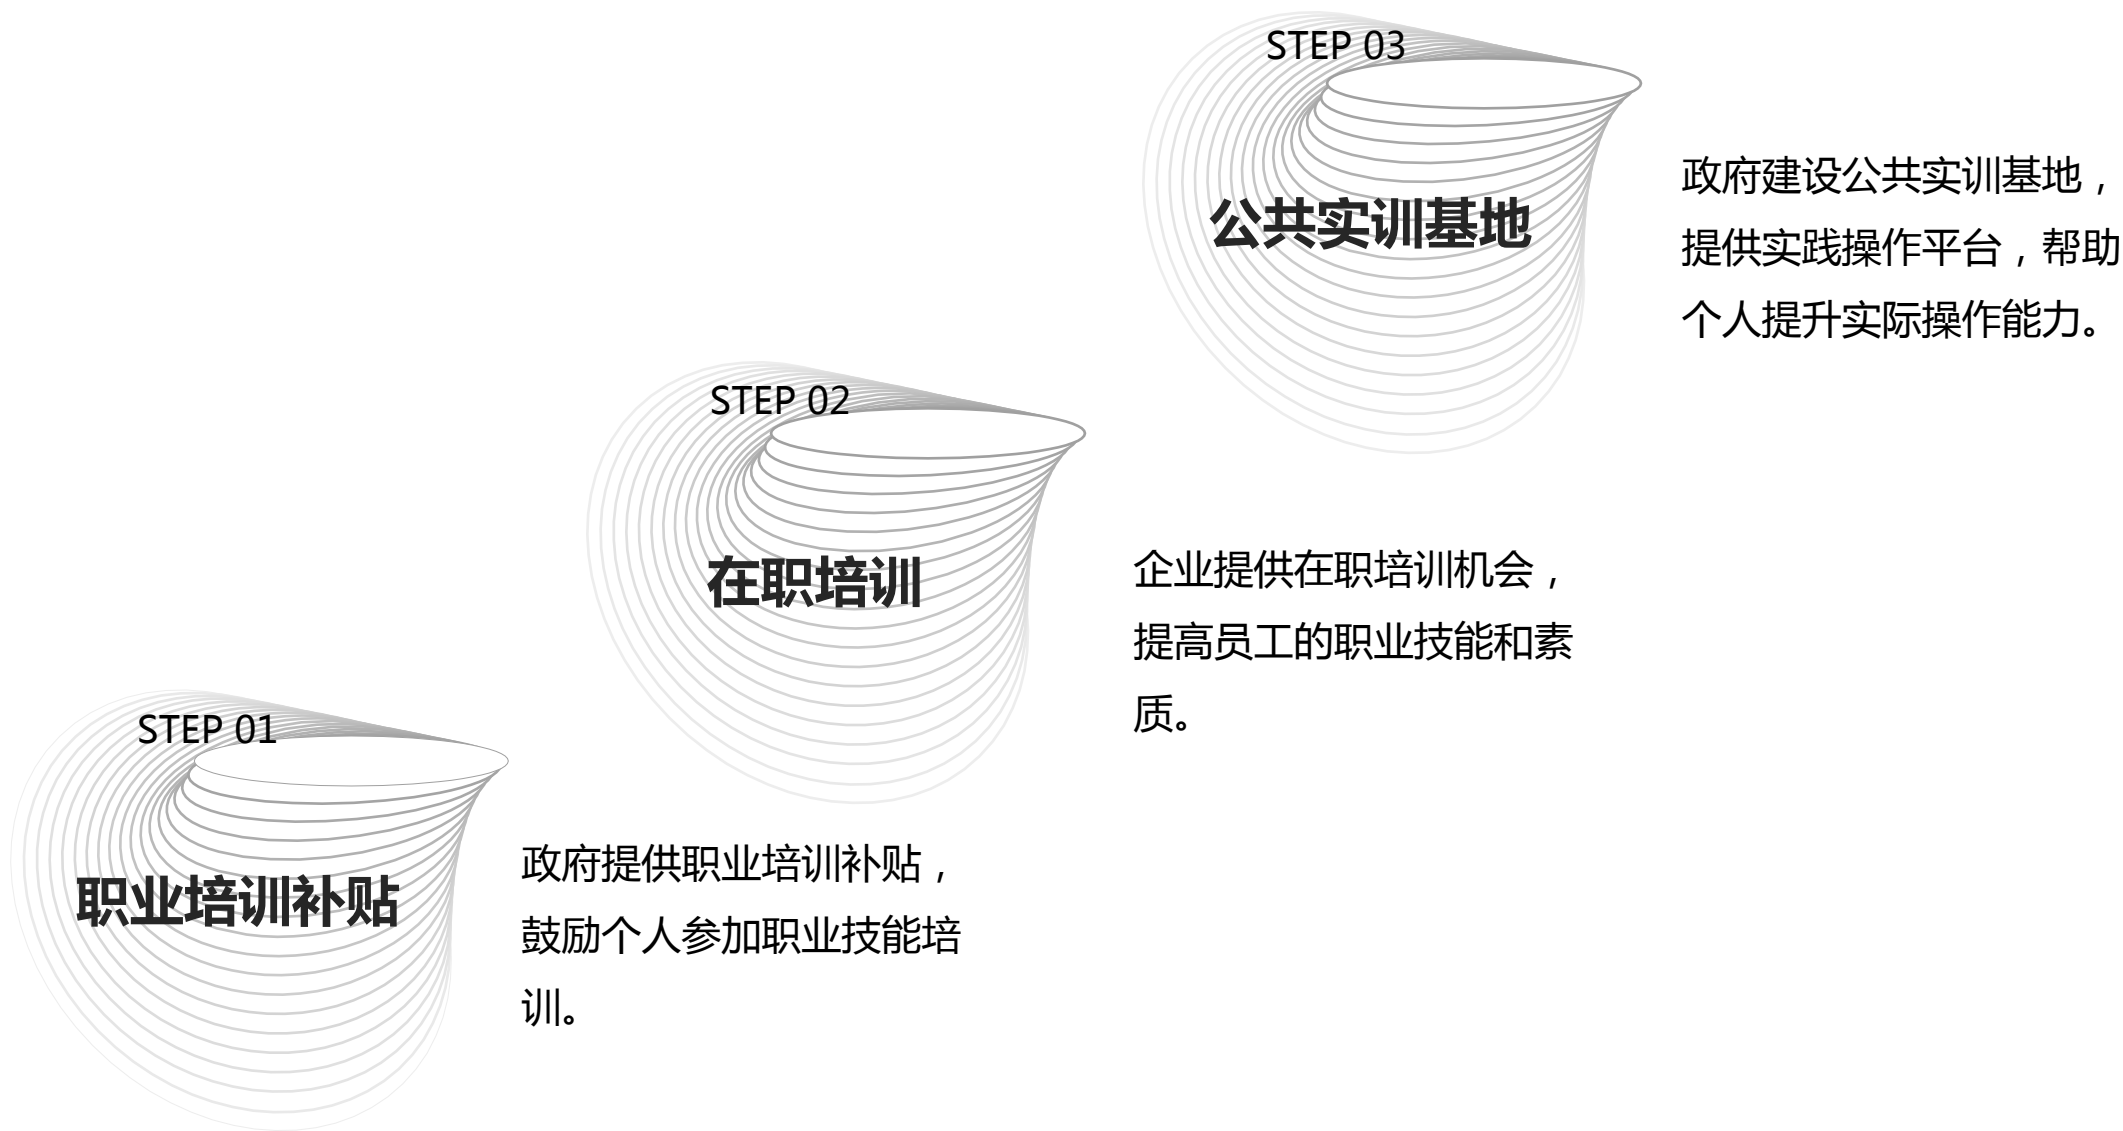 STEP 03
公共实训基地
政府建设公共实训基地，
提供实践操作平台，帮助
个人提升实际操作能力。
STEP 02
在职培训
企业提供在职培训机会，
提高员工的职业技能和素
质。
STEP 01
职业培训补贴
政府提供职业培训补贴，
鼓励个人参加职业技能培
训。